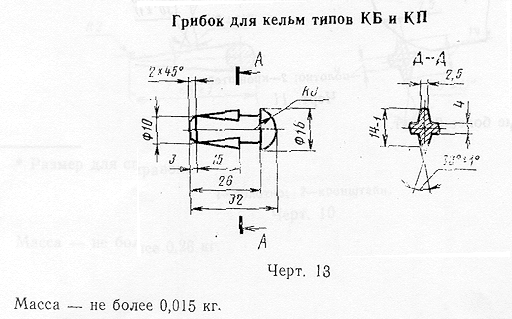 Грибок для кельм типов КБ и КП
А
А-А
2×45°
2,5
R8
4
Ф10
Ф16
14-1
3
15
26
32
А
Черт. 13
Масса — не более 0,015 кг.